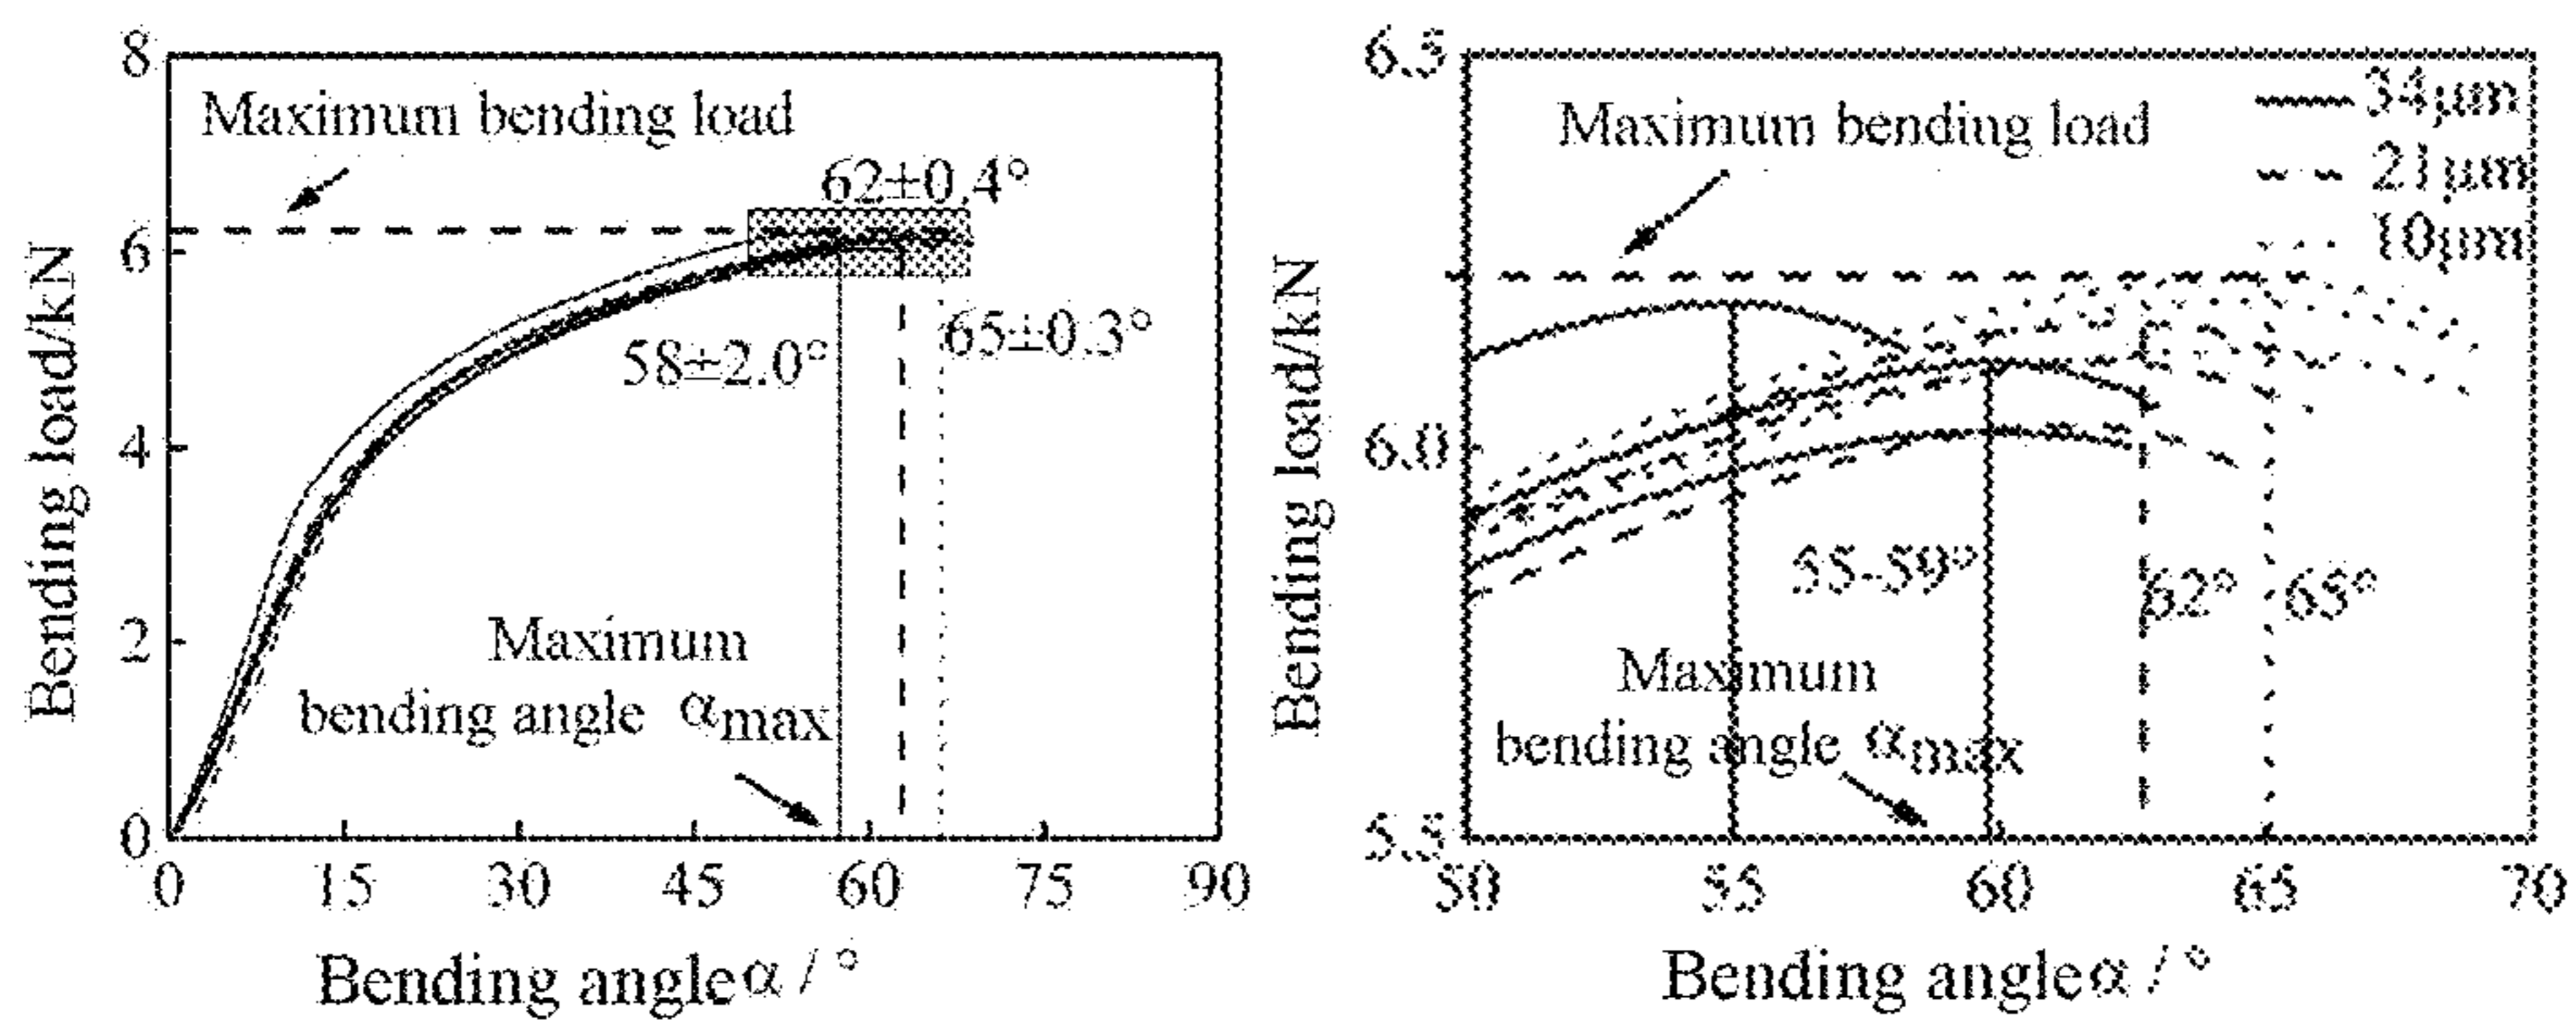 8
Maximum bending load
62±0.4°
6
65±0.3°
58±2.0°
4
2
Maximum
bending angle αmax
0
0 15 30 45 60 75 90
Bending load/kN
Bending angleα / °
6.5
34μm
Maximum bending load
21μm
10μm
6.0
55-59°
62°
65°
Maximum
bending angle αmax
5.5
50 55 60 65 70
Bending load/kN
Bending angleα / °